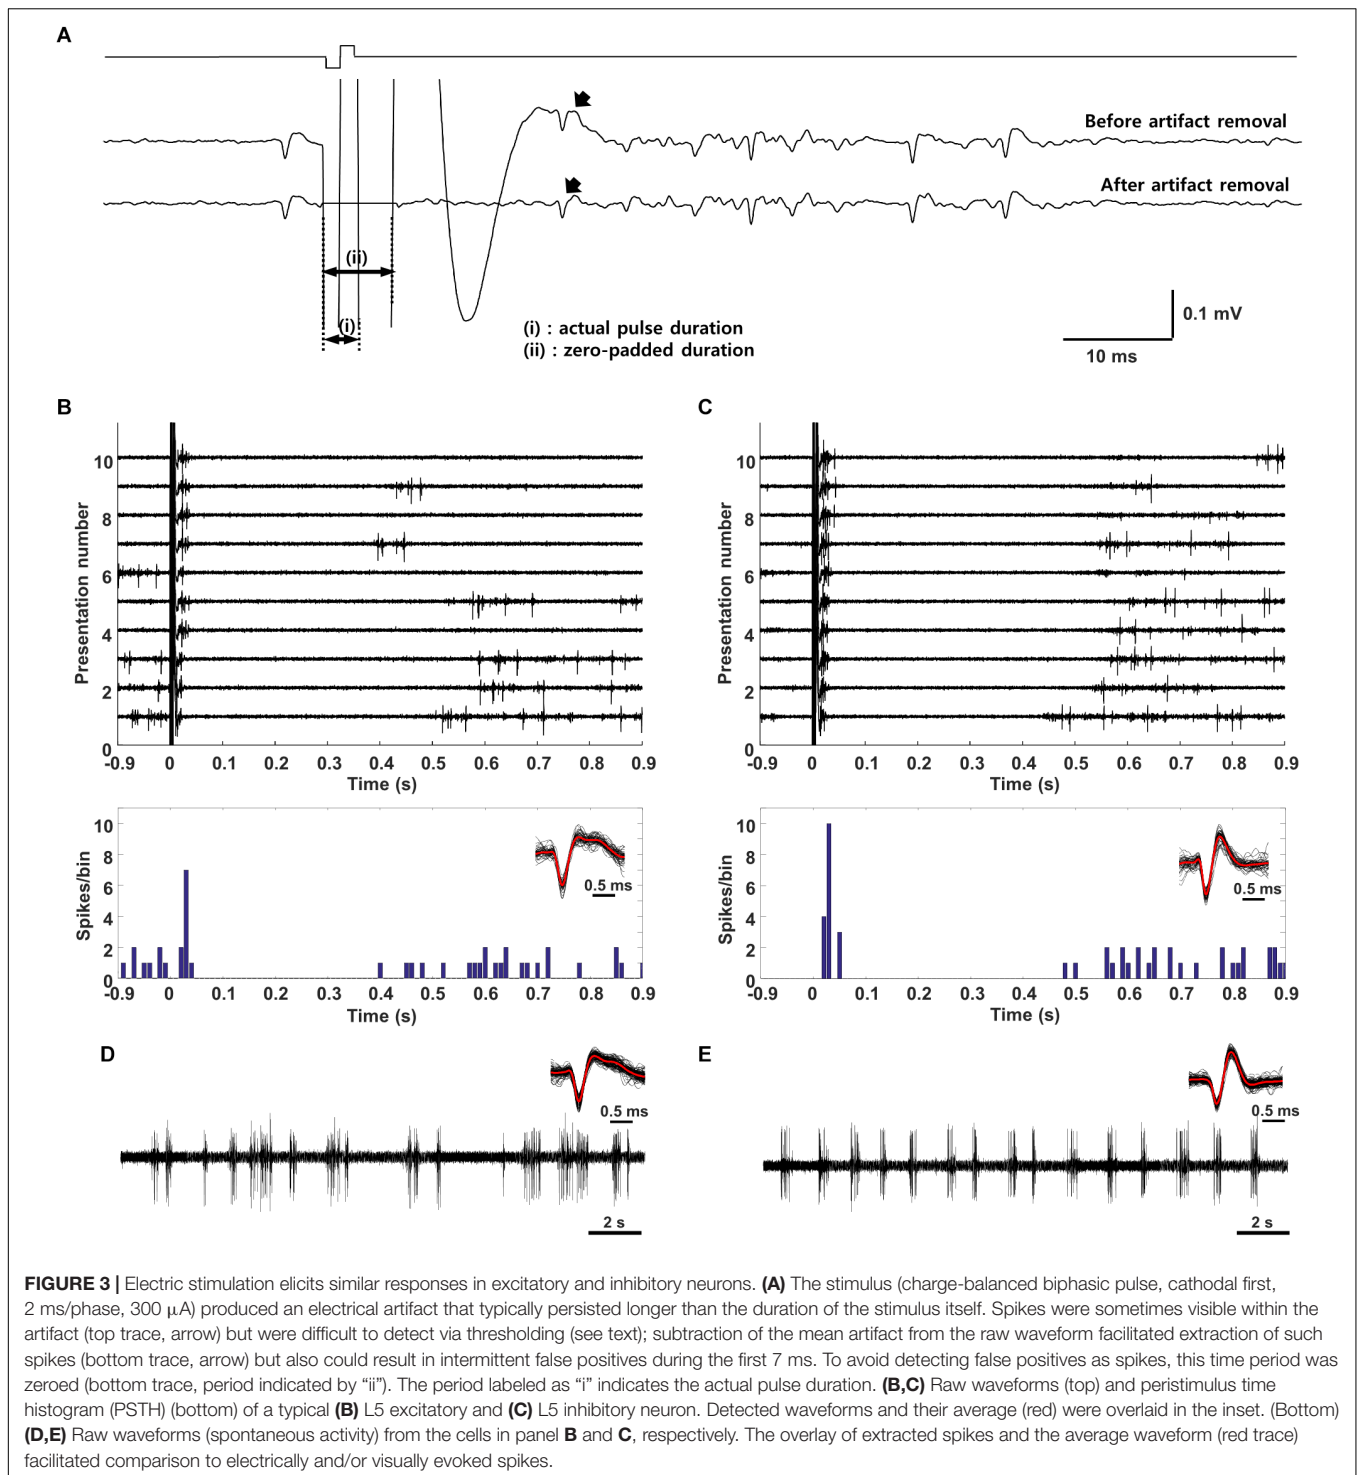 A
Before artifact removal
After artifact removal
(ii)
(i)
(i) : actual pulse duration
(ii) : zero-padded duration
0.1 mV
10 ms
B
Presentation number
10
8
6
4
2
0
-0.9 0 0.1 0.2 0.3 0.4 0.5 0.6 0.7 0.8 0.9
Time (s)
Spikes/bin
10
8
6
4
2
0
0.5 ms
-0.9 0 0.1 0.2 0.3 0.4 0.5 0.6 0.7 0.8 0.9
Time (s)
C
Presentation number
10
8
6
4
2
0
-0.9 0 0.1 0.2 0.3 0.4 0.5 0.6 0.7 0.8 0.9
Time (s)
Spikes/bin
10
8
6
4
2
0
0.5 ms
-0.9 0 0.1 0.2 0.3 0.4 0.5 0.6 0.7 0.8 0.9
Time (s)
D
0.5 ms
2 s
E
0.5 ms
2 s
FIGURE 3 | Electric stimulation elicits similar responses in excitatory and inhibitory neurons. (A) The stimulus (charge-balanced biphasic pulse, cathodal first,
2 ms/phase, 300 μA) produced an electrical artifact that typically persisted longer than the duration of the stimulus itself. Spikes were sometimes visible within the
artifact (top trace, arrow) but were difficult to detect via thresholding (see text); subtraction of the mean artifact from the raw waveform facilitated extraction of such
spikes (bottom trace, arrow) but also could result in intermittent false positives during the first 7 ms. To avoid detecting false positives as spikes, this time period was
zeroed (bottom trace, period indicated by “ii”). The period labeled as “i” indicates the actual pulse duration. (B,C) Raw waveforms (top) and peristimulus time
histogram (PSTH) (bottom) of a typical (B) L5 excitatory and (C) L5 inhibitory neuron. Detected waveforms and their average (red) were overlaid in the inset. (Bottom)
(D,E) Raw waveforms (spontaneous activity) from the cells in panel B and C, respectively. The overlay of extracted spikes and the average waveform (red trace)
facilitated comparison to electrically and/or visually evoked spikes.